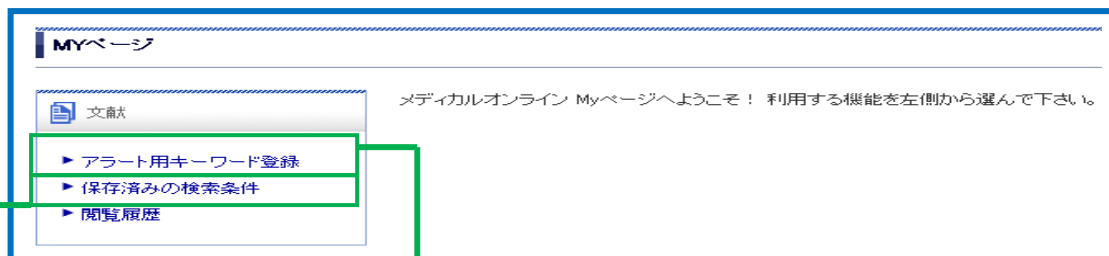 MYページ
メディカルオンライン Myページへようこそ! 利用する機能を左側から選んで下さい。
文献
アラート用キーワード登録
保存済みの検索条件
閲覧履歴